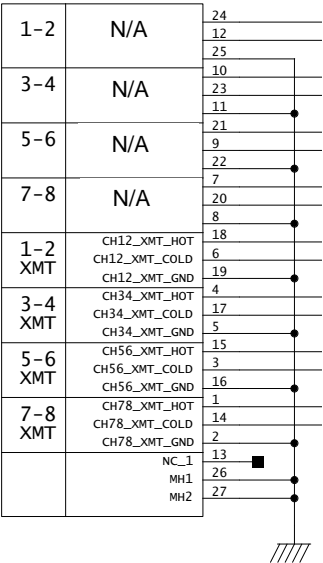 24
1-2 N/A 12
25
10
3-4 N/A 23
11
21
5-6 N/A 9
22
7
7-8 N/A 20
8
CH12_XMT_HOT 18
1-2 XMT CH12_XMT_COLD 6
CH12_XMT_GND 19
CH34_XMT_HOT 4
3-4 XMT CH34_XMT_COLD 17
CH34_XMT_GND 5
CH56_XMT_HOT 15
5-6 XMT CH56_XMT_COLD 3
CH56_XMT_GND 16
CH78_XMT_HOT 1
7-8 XMT CH78_XMT_COLD 14
CH78_XMT_GND 2
NC_1 13
MH1 26
MH2 27